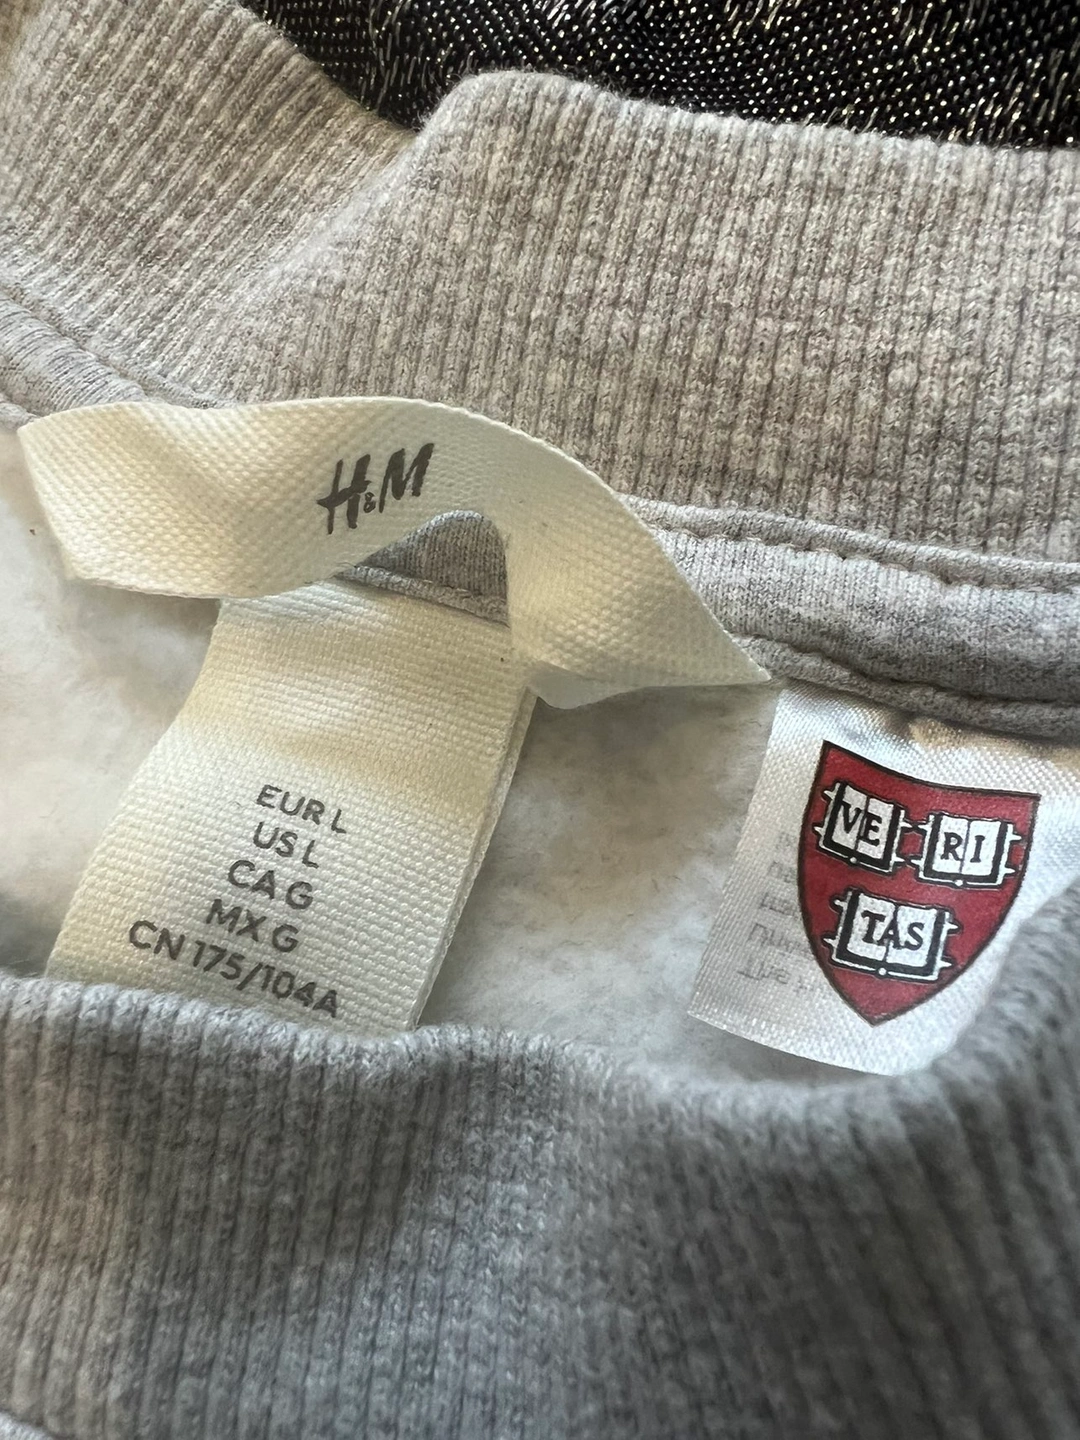 H&M
EUR L
US L
CA G
MX G
CN 175/104A
VE RI
TAS